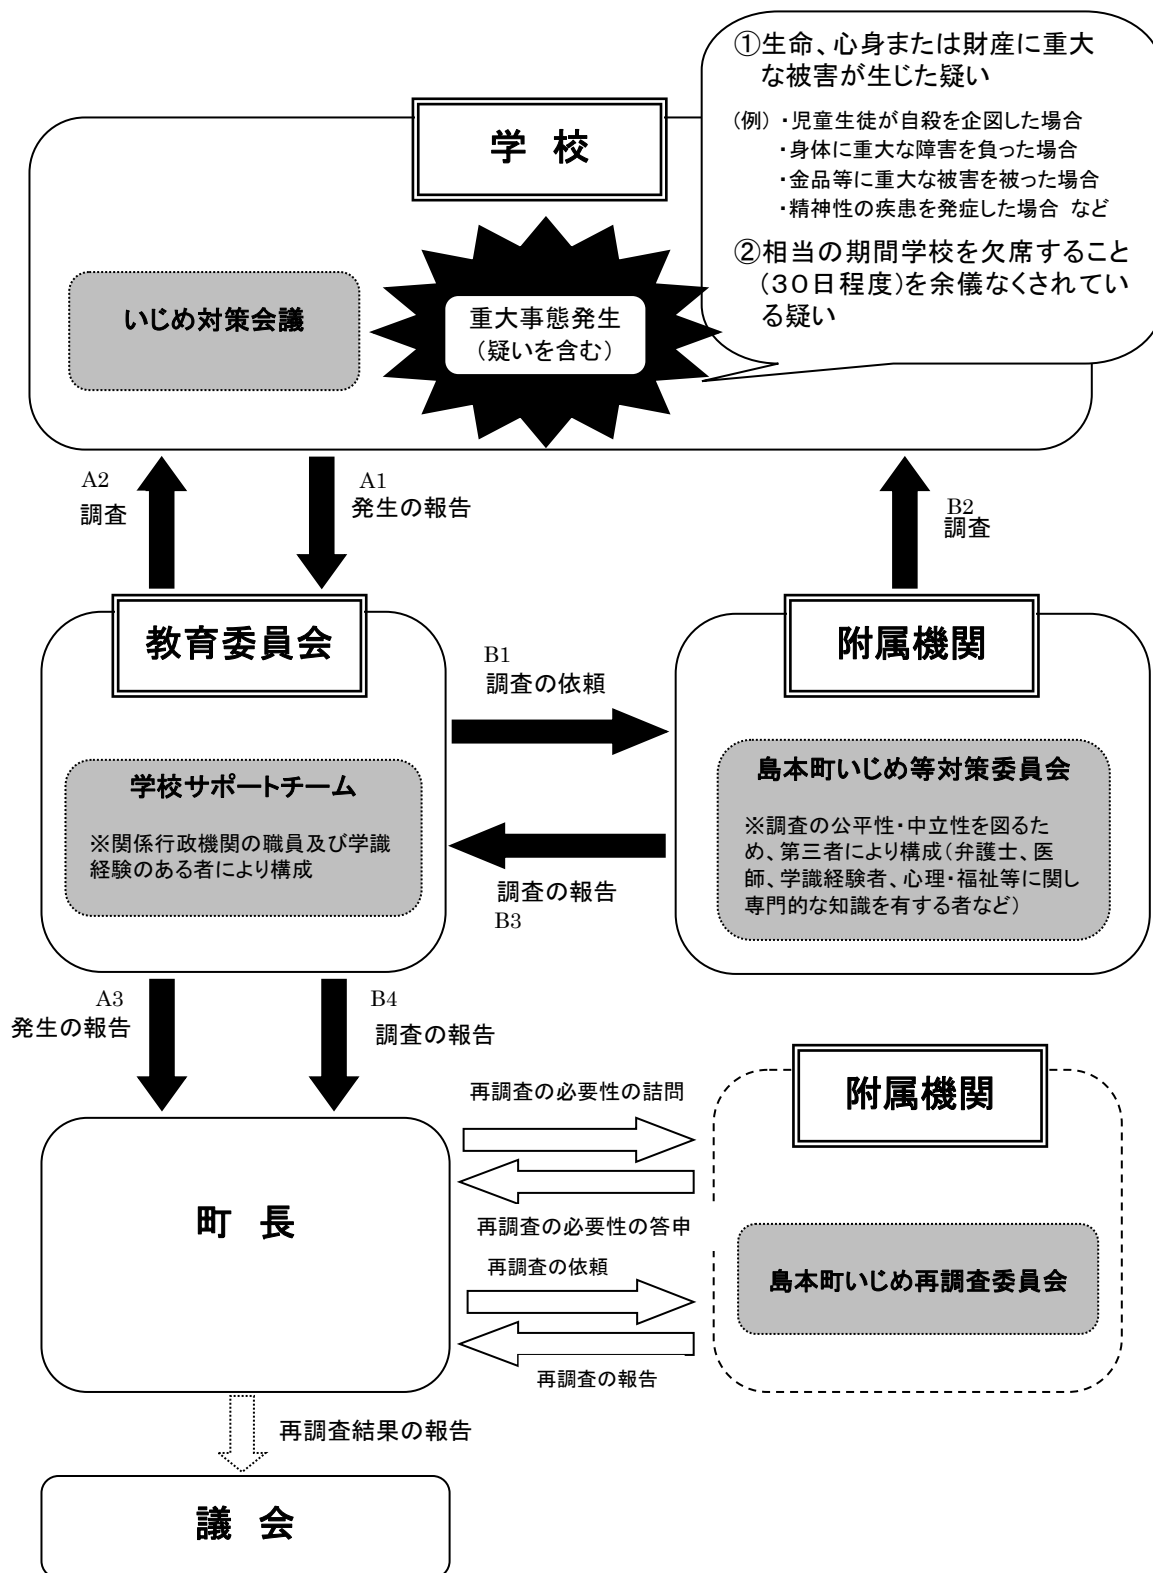 ①生命、心身または財産に重大
な被害が生じた疑い
(例) ・児童生徒が自殺を企図した場合
・身体に重大な障害を負った場合
・金品等に重大な被害を被った場合
・精神性の疾患を発症した場合 など
②相当の期間学校を欠席すること
(30日程度)を余儀なくされてい
る疑い
学 校
いじめ対策会議
重大事態発生
(疑いを含む)
A2
調査
A1
発生の報告
B2
調査
教育委員会
学校サポートチーム
※関係行政機関の職員及び学識
経験のある者により構成
B1
調査の依頼
調査の報告
B3
附属機関
島本町いじめ等対策委員会
※調査の公平性・中立性を図るた
め、第三者により構成(弁護士、医
師、学識経験者、心理・福祉等に関し
専門的な知識を有する者など)
A3
発生の報告
B4
調査の報告
町 長
再調査の必要性の詰問
再調査の必要性の答申
再調査の依頼
再調査の報告
附属機関
島本町いじめ再調査委員会
再調査結果の報告
議 会